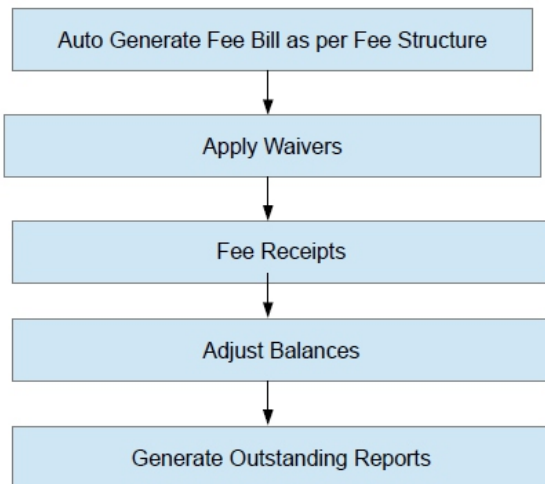 Auto Generate Fee Bill as per Fee Structure
Apply Waivers
Fee Receipts
Adjust Balances
Generate Outstanding Reports